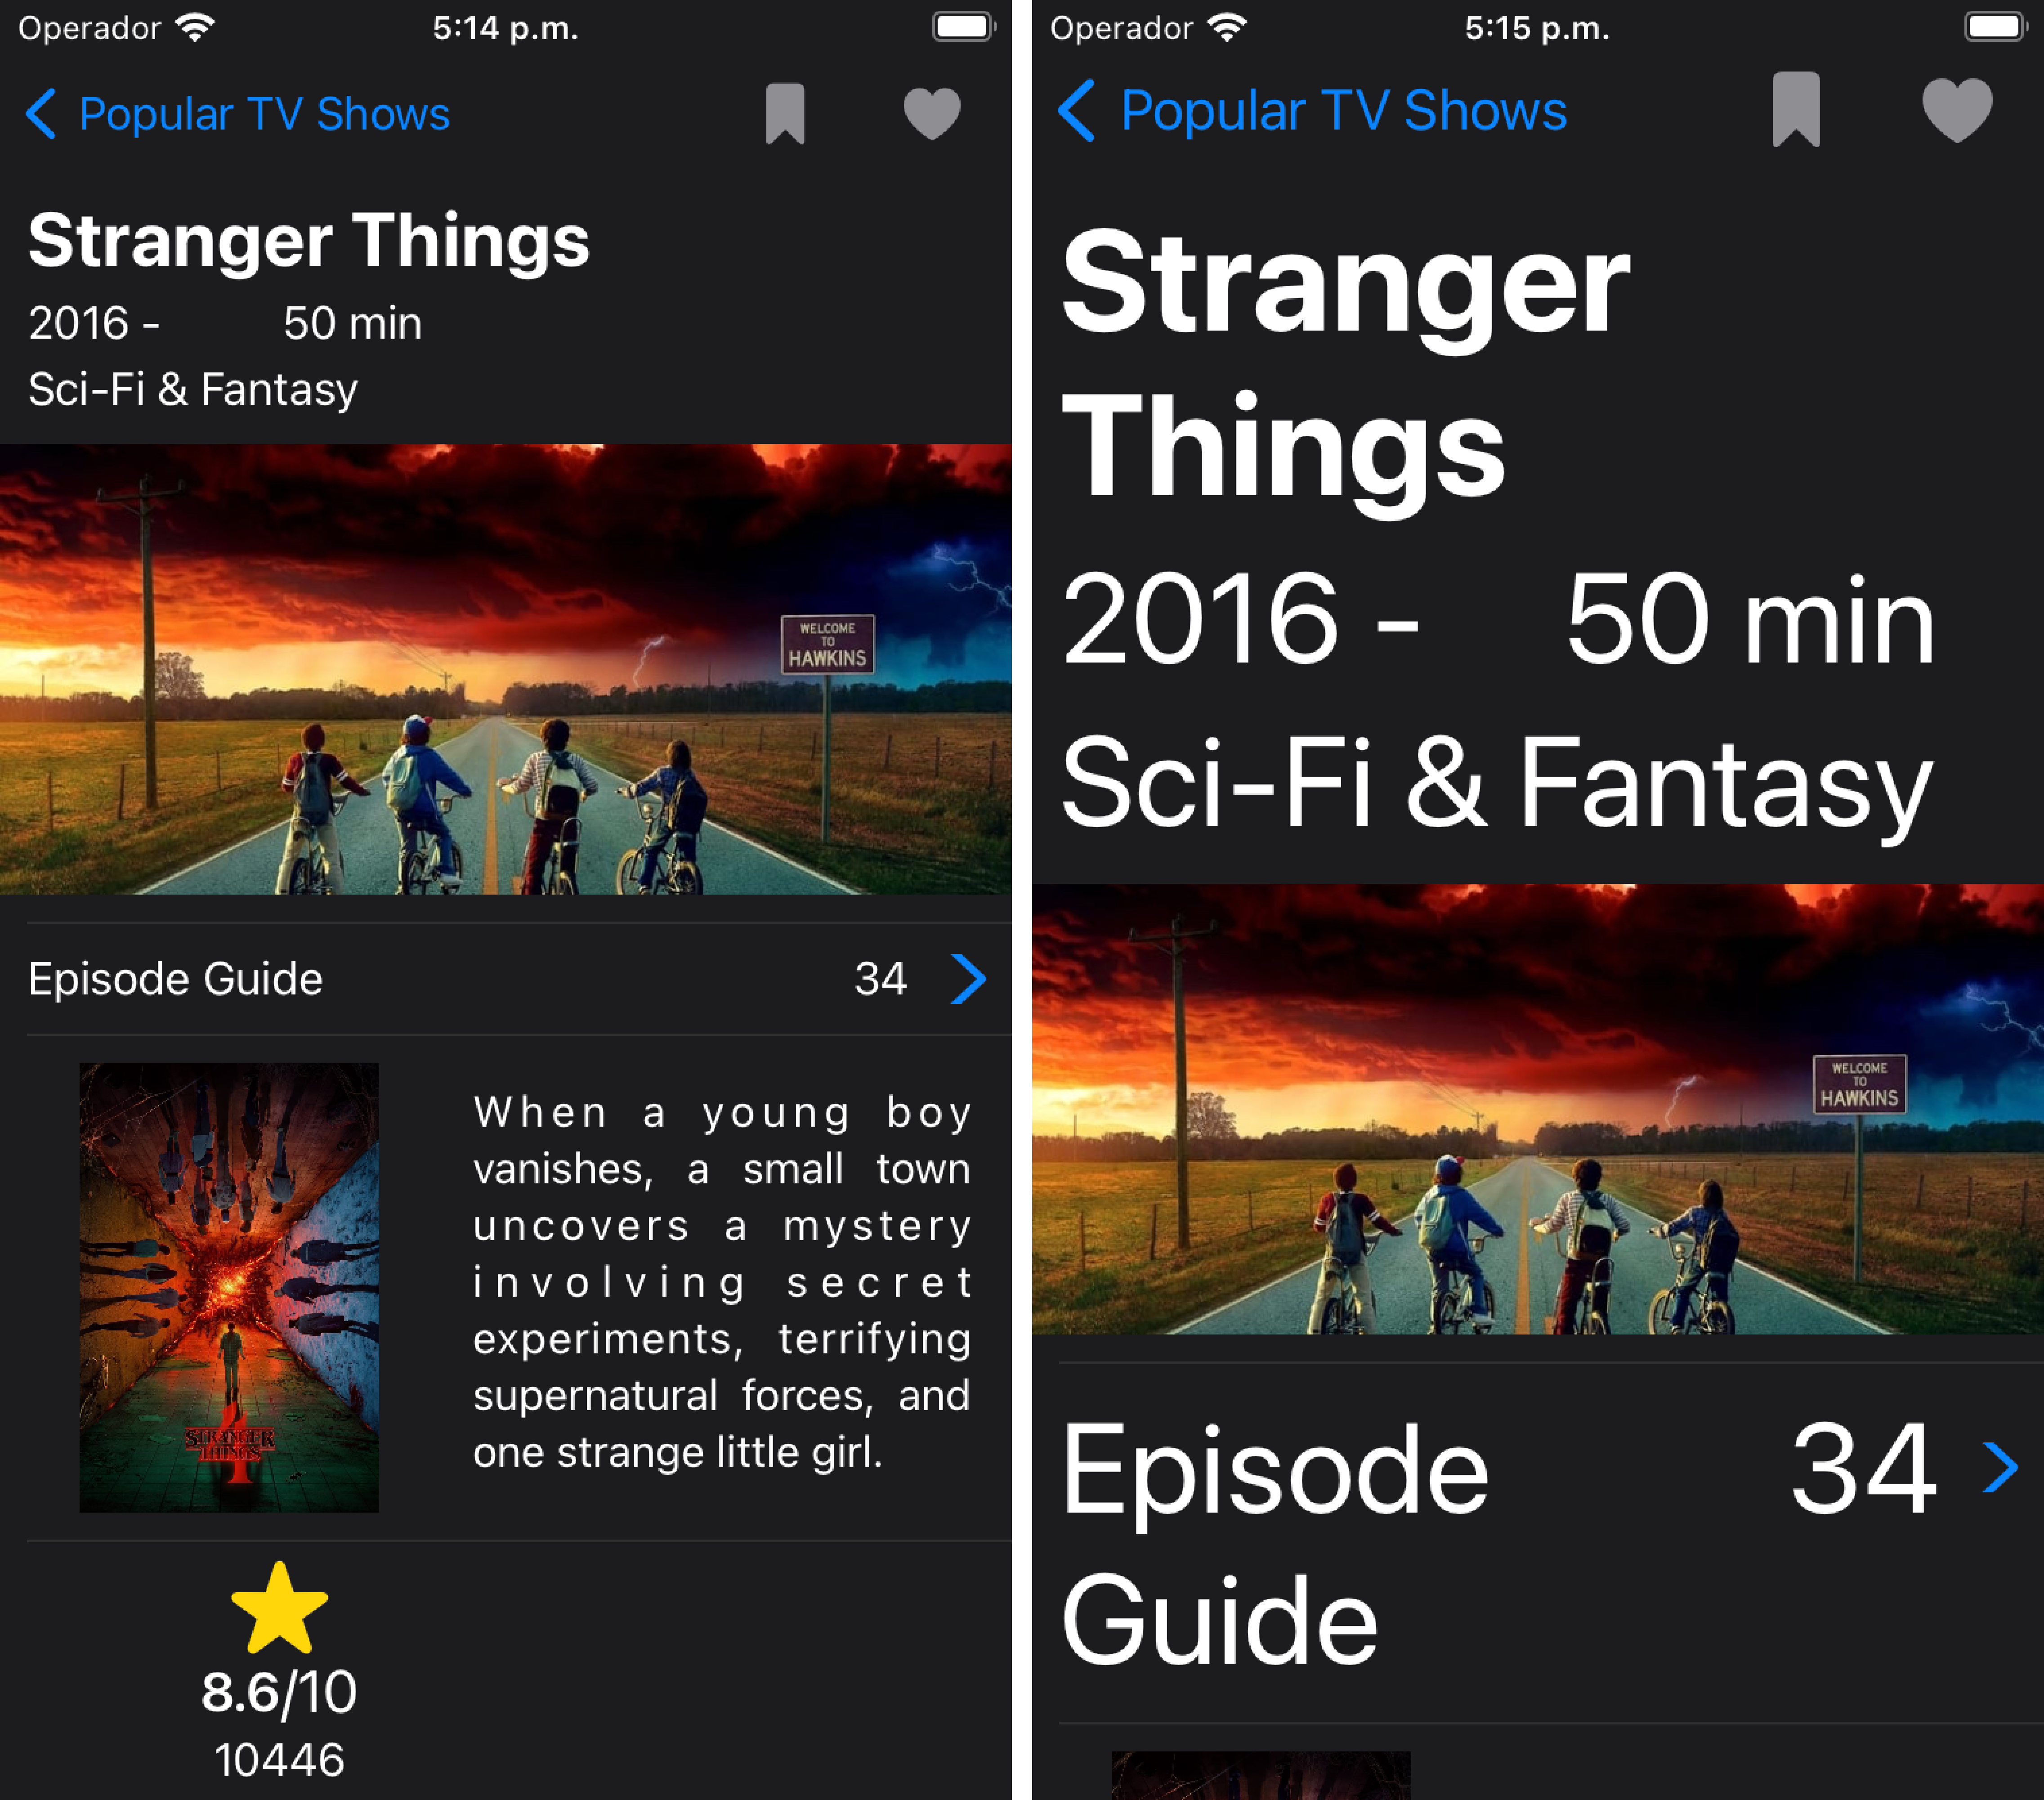 Operador 5:14 p.m.
Popular TV Shows
Stranger Things
2016 - 50 min
Sci-Fi & Fantasy
WELCOME
TO
HAWKINS
Episode Guide 34
When a young boy
vanishes, a small town
uncovers a mystery
involving secret
experiments, terrifying
supernatural forces, and
one strange little girl.
STRANGER
THINGS
4
8.6/10
10446
Operador 5:15 p.m.
Popular TV Shows
Stranger
Things
2016 - 50 min
Sci-Fi & Fantasy
WELCOME
TO
HAWKINS
Episode 34
Guide